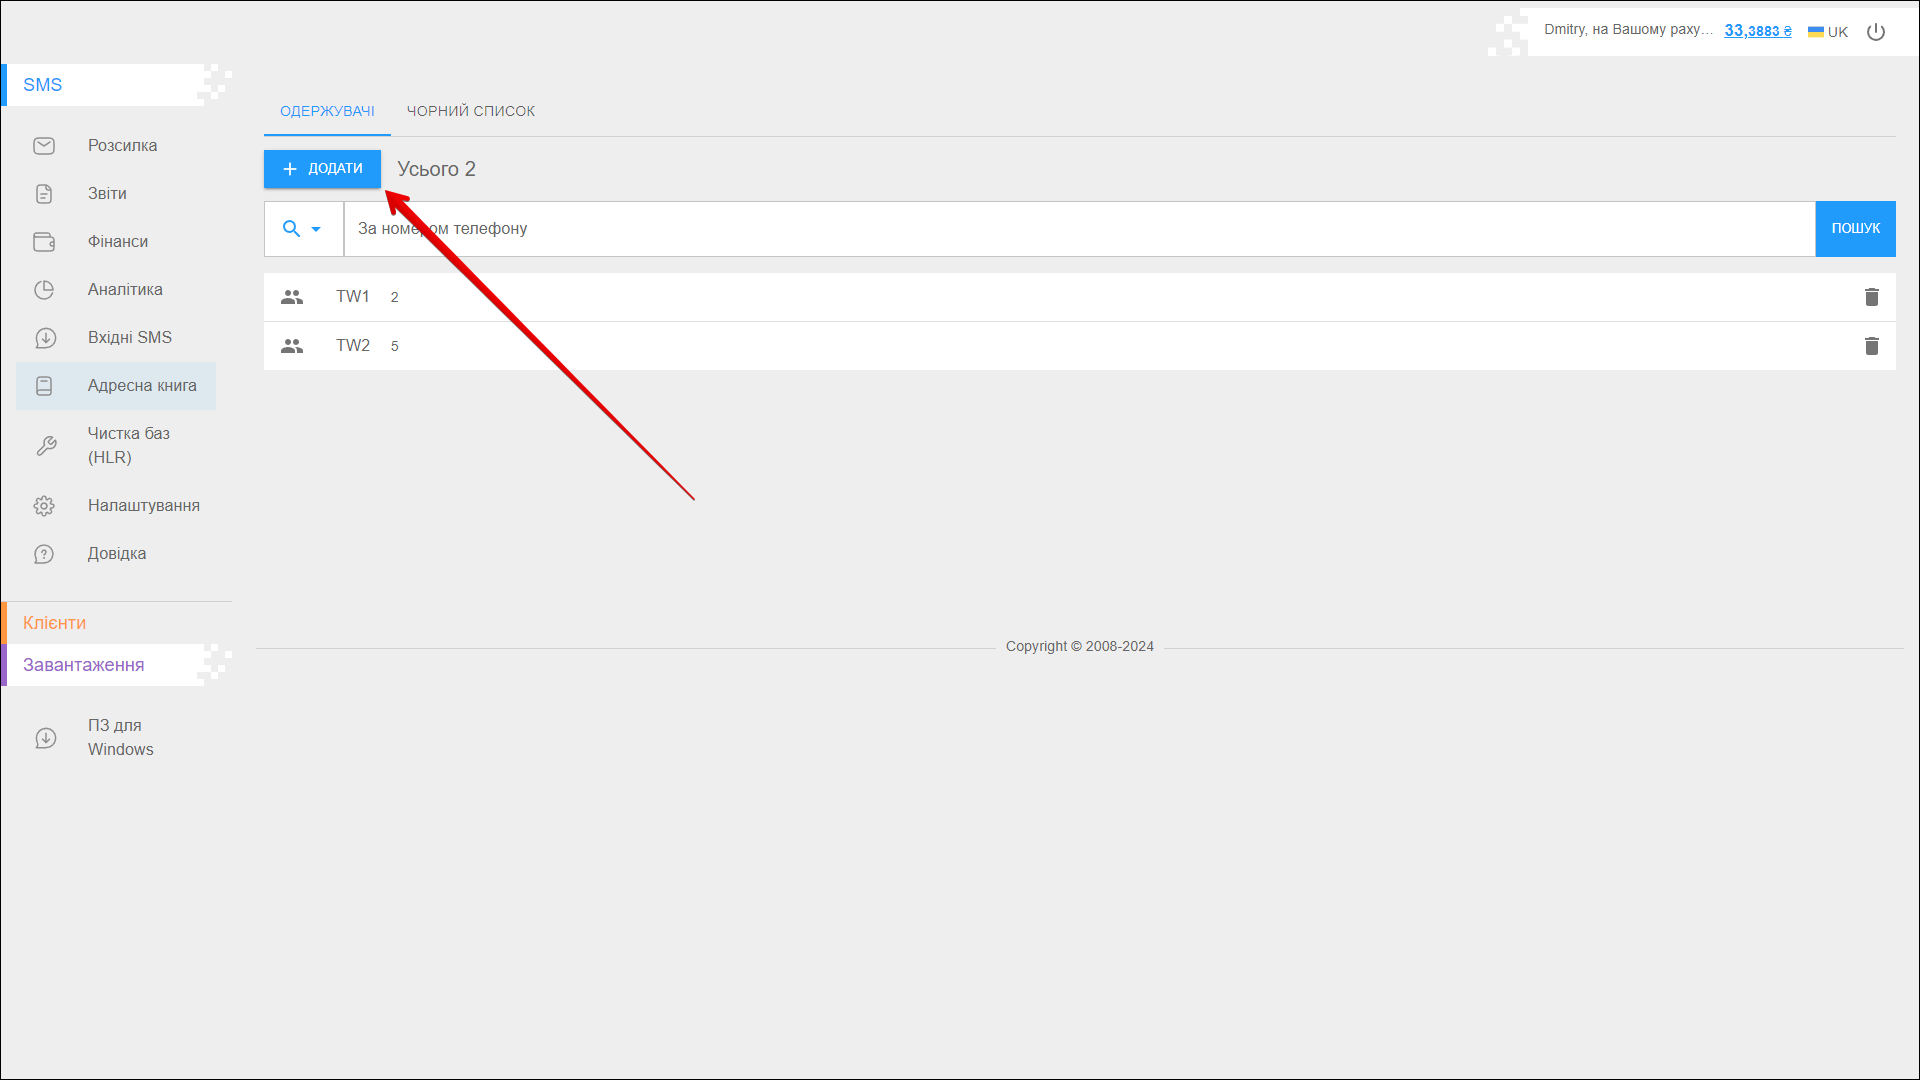 Dmitry, на Вашому раху...
33,3883 ₴
UK
SMS
Розсилка
Звіти
Фінанси
Аналітика
Вхідні SMS
Адресна книга
Чистка баз
(HLR)
Налаштування
Довідка
Клієнти
Завантаження
ПЗ для
Windows
ОДЕРЖУВАЧІ
ЧОРНИЙ СПИСОК
ДОДАТИ
Усього 2
За номером телефону
ПОШУК
TW1 2
TW2 5
Copyright © 2008-2024